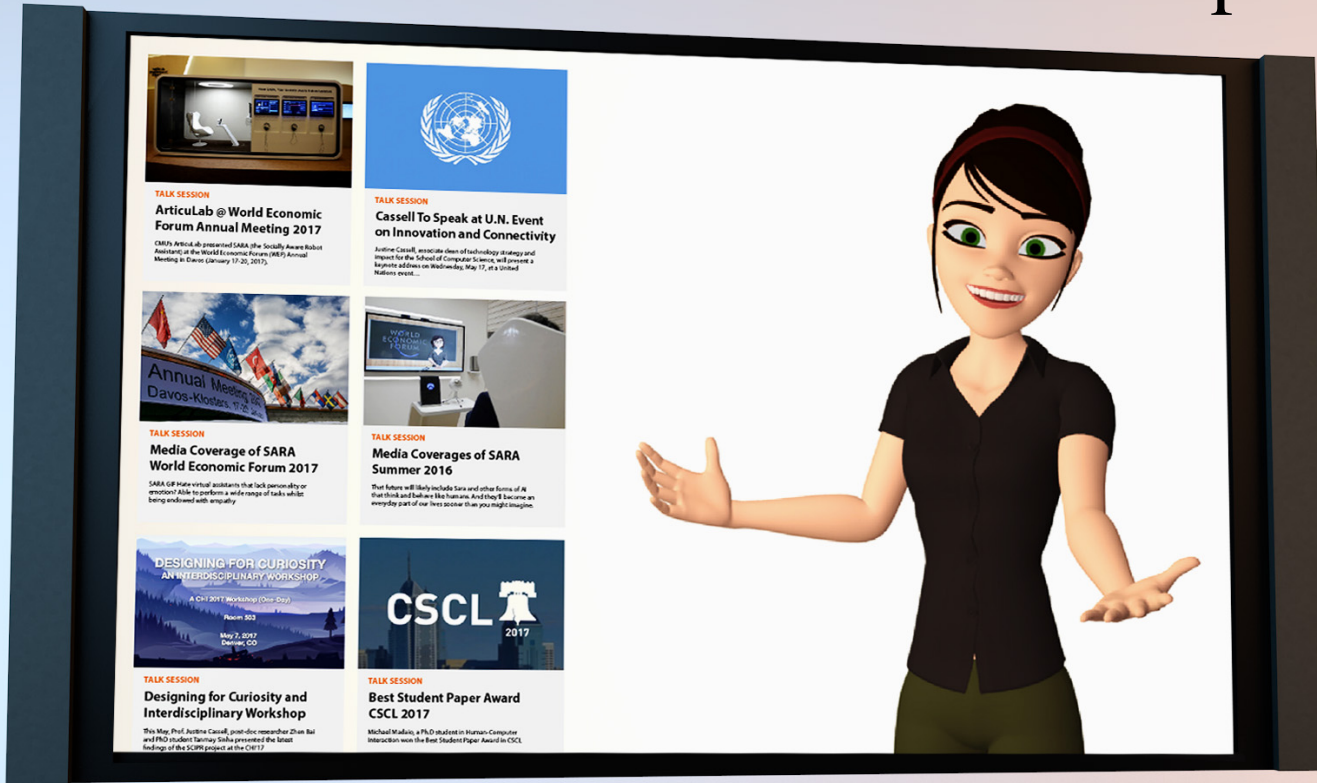 TALK SESSION
ArticuLab @ World Economic
Forum Annual Meeting 2017
CMU's ArticuLab presented SARA (the Socially Aware Robot
Assistant) at the World Economic Forum (WEF) Annual
Meeting in Davos (January 17-20, 2017).
TALK SESSION
Cassell To Speak at U.N. Event
on Innovation and Connectivity
Justine Cassell, associate dean of technology strategy and
impact for the School of Computer Science, will present a
keynote address on Wednesday, May 17, at a United
Nations event....
Annual Meeting
Davos-Klosters, 17-20
TALK SESSION
Media Coverage of SARA
World Economic Forum 2017
SARA GIF Hate virtual assistants that lack personality or
emotion? Able to perform a wide range of tasks whilst
being endowed with empathy
WORLD
ECONOMIC
FORUM
TALK SESSION
Media Coverages of SARA
Summer 2016
That future will likely include Sara and other forms of AI
that think and behave like humans. And they'll become an
everyday part of our lives sooner than you might imagine.
DESIGNING FOR CURIOSITY
AN INTERDISCIPLINARY WORKSHOP
A CHI 2017 Workshop (One-Day)
Room 503
May 7, 2017
Denver, CO
TALK SESSION
Designing for Curiosity and
Interdisciplinary Workshop
This May, Prof. Justine Cassell, post-doc researcher Zhen Bai
and PhD student Tanmay Sinha presented the latest
findings of the SCIPR project at the CHI'17
CSCL
2017
TALK SESSION
Best Student Paper Award
CSCL 2017
Michael Madaio, a Ph.D student in Human-Computer
Interaction won the Best Student Paper Award in CSCL